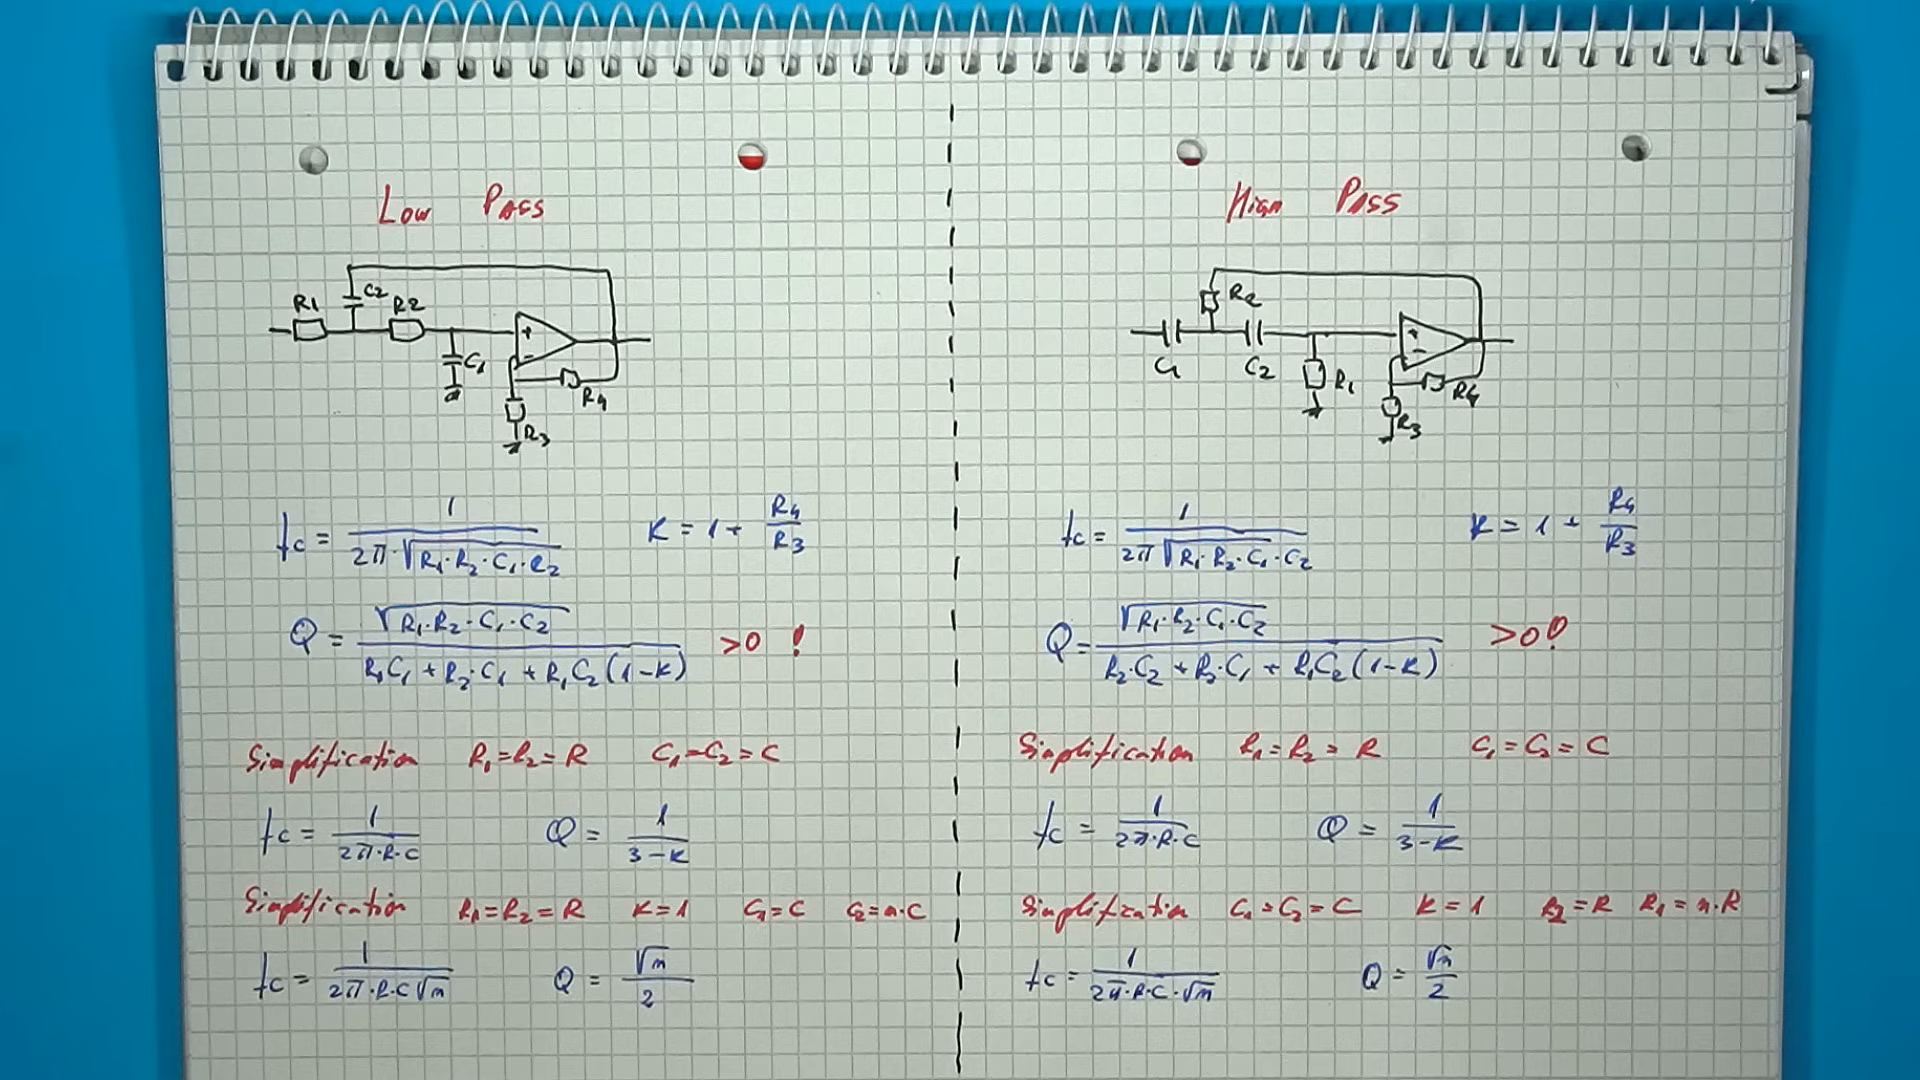 Low Pass
R1 C2 R2
C1
R4
R3
+
-
fc = 1 / (2π·√(R1·R2·C1·C2)) K = 1 + R4/R3
Q = √(R1·R2·C1·C2) / (R1C1 + R2·C1 + R1C2(1-K)) >0 !
Simplification R1=R2=R C1=C2=C
fc = 1 / (2π·R·C) Q = 1 / (3-K)
Simplification R1=R2=R K=1 C1=C C2=n·C
fc = 1 / (2π·R·C√n) Q = √n / 2
High Pass
R2
C1 C2 R1
R4
R3
+
-
fc = 1 / (2π√(R1·R2·C1·C2)) K = 1 + R4/R3
Q = √(R1·R2·C1·C2) / (R2·C2 + R2·C1 + R1C2(1-K)) >0!
Simplification R1=R2=R C1=C2=C
fc = 1 / (2π·R·C) Q = 1 / (3-K)
Simplification C1=C2=C K=1 R2=R R1=n·R
fc = 1 / (2π·R·C·√n) Q = √n / 2